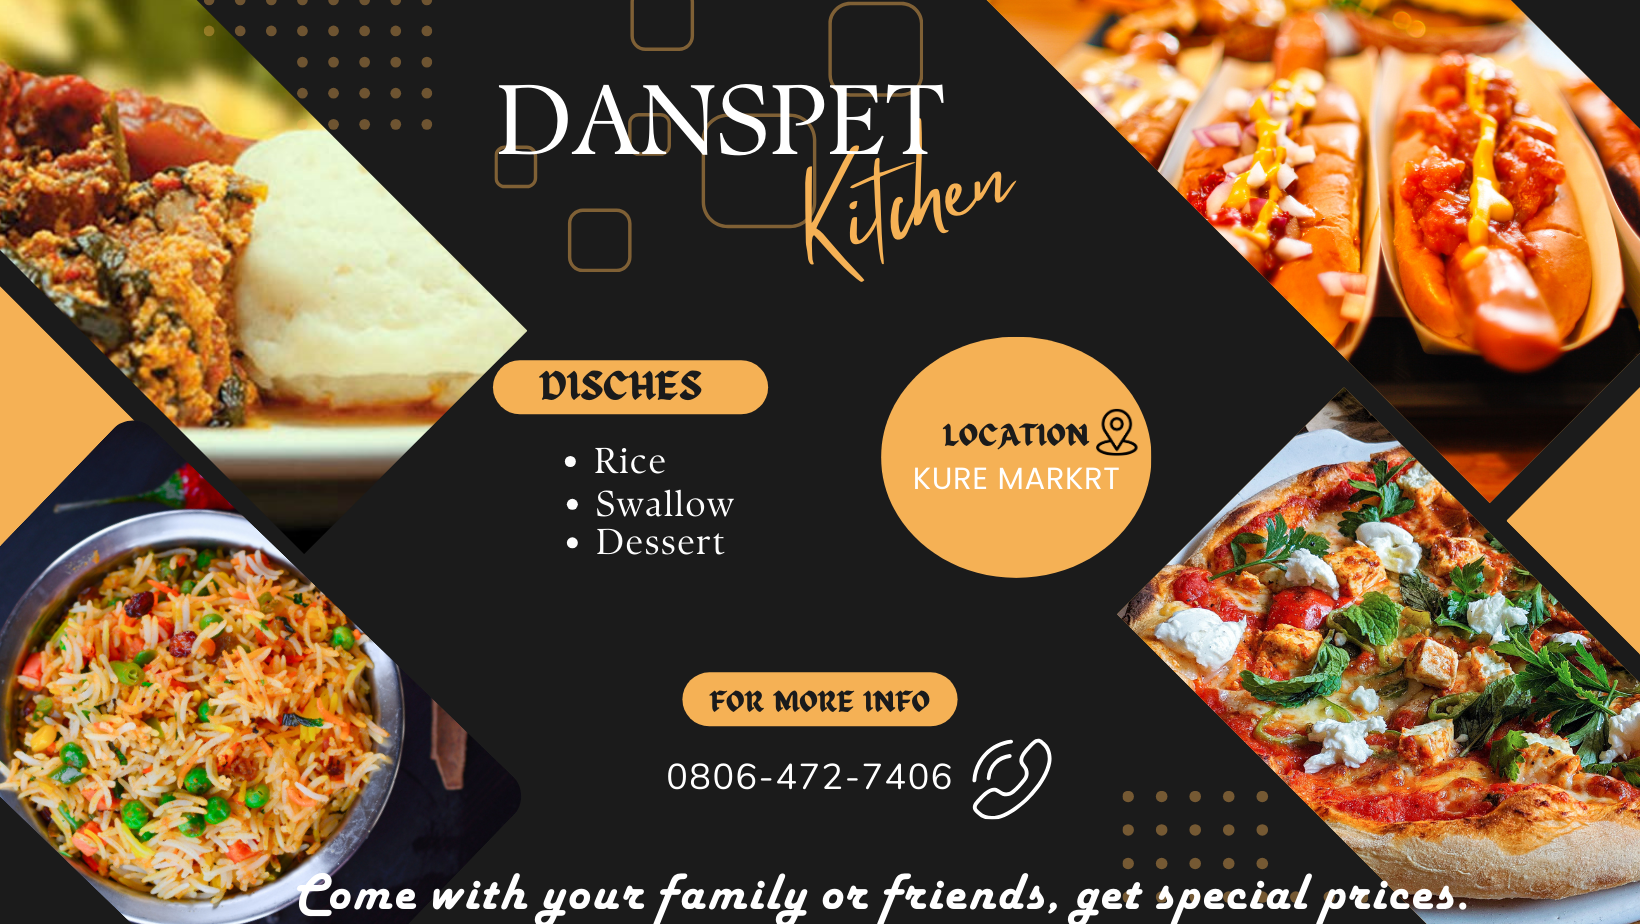 DANSPET
Kitchen
DISCHES
• Rice
• Swallow
• Dessert
LOCATION
KURE MARKRT
FOR MORE INFO
0806-472-7406
Come with your family or friends, get special prices.